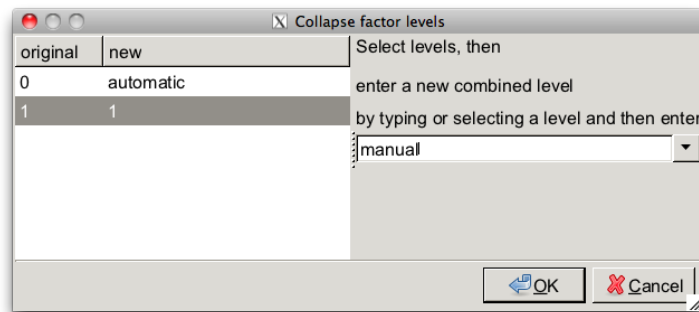 Collapse factor levels
original new
0 automatic
1 1
Select levels, then
enter a new combined level
by typing or selecting a level and then enter
manual
OK Cancel